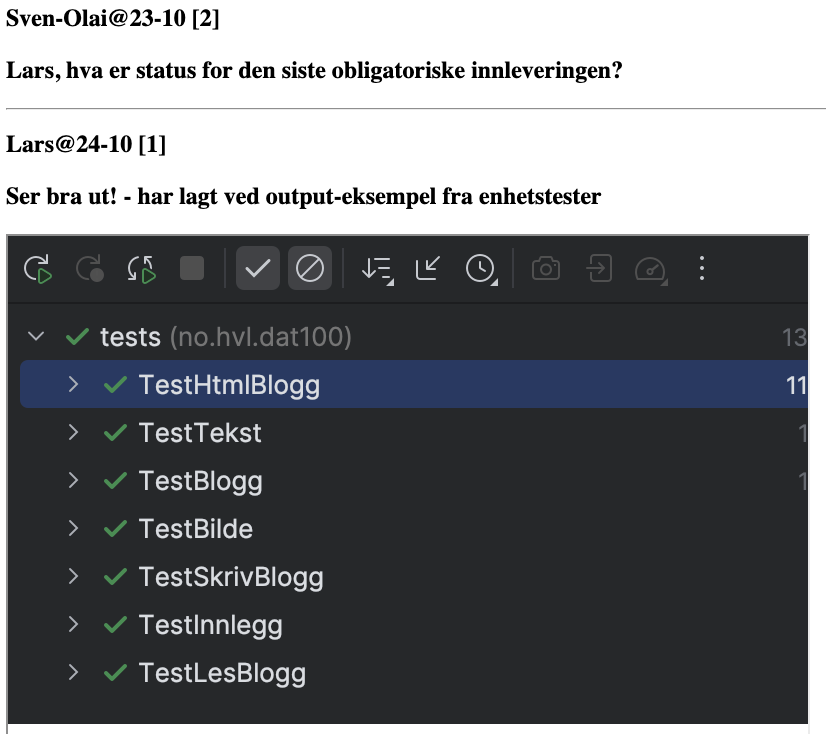 Sven-Olai@23-10 [2]
Lars, hva er status for den siste obligatoriske innleveringen?
Lars@24-10 [1]
Ser bra ut! - har lagt ved output-eksempel fra enhetstester
tests (no.hvl.dat100) 13
TestHtmlBlogg 11
TestTekst 1
TestBlogg 1
TestBilde
TestSkrivBlogg
TestInnlegg
TestLesBlogg